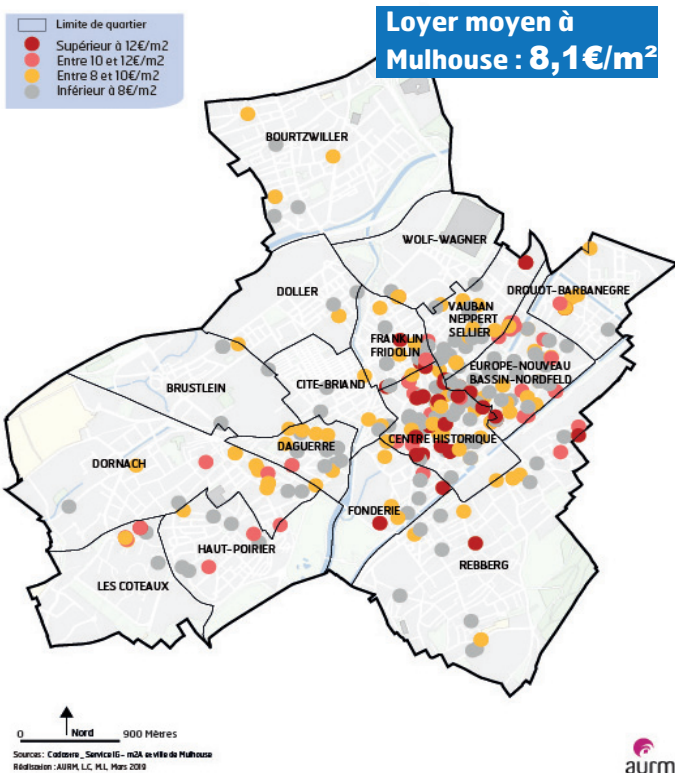 Limite de quartier
Supérieur à 12€/m2
Entre 10 et 12€/m2
Entre 8 et 10€/m2
Inférieur à 8€/m2
Loyer moyen à
Mulhouse : 8,1€/m²
BOURTZWILLER
WOLF-WAGNER
DOLLER
DROUOT-BARBANEGRE
VAUBAN
NEPPERT
SELLIER
FRANKLIN
FRIDOLIN
EUROPE-NOUVEAU
BASSIN-NORDFELD
CITE-BRIAND
BRUSTLEIN
CENTRE HISTORIQUE
DAGUERRE
DORNACH
FONDERIE
HAUT-POIRIER
REBBERG
LES COTEAUX
0 Nord 900 Mètres
Sources : Cadastre _ Service IG - m2A et ville de Mulhouse
Réalisation : AURM, L.C, M.L, Mars 2019
aurm